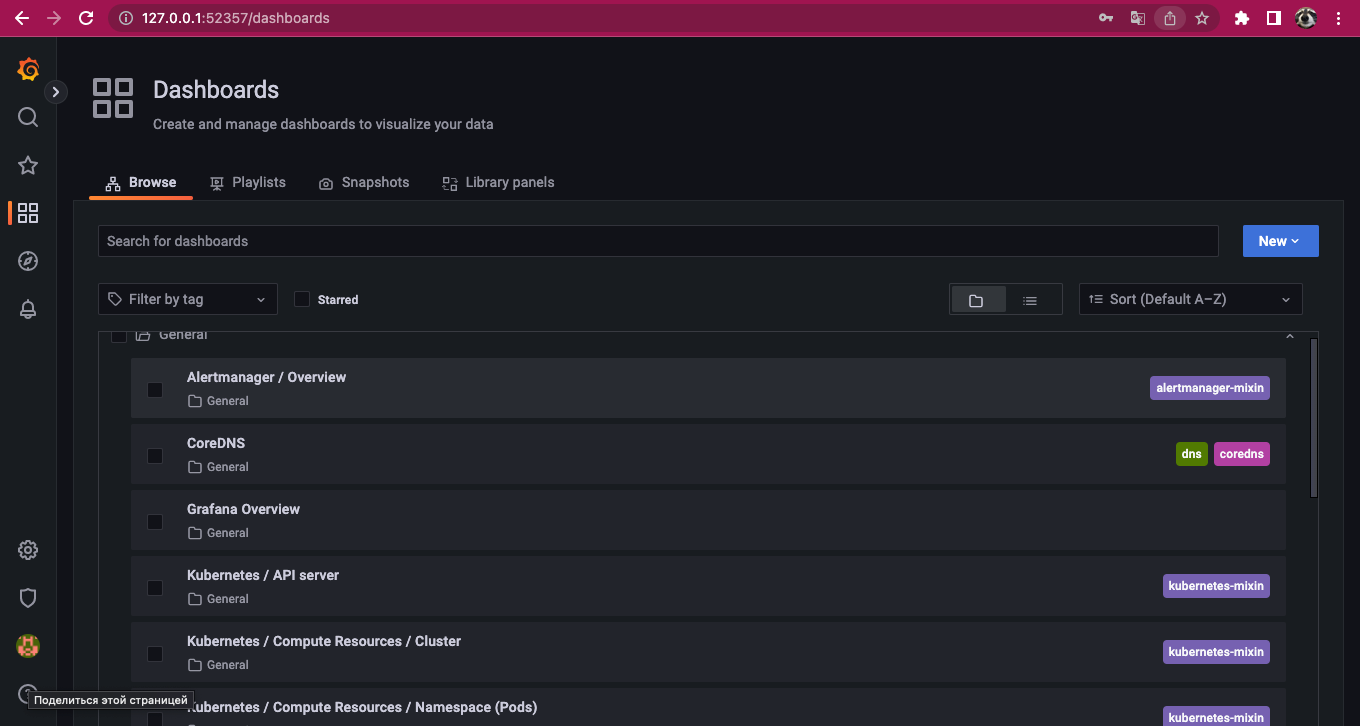 127.0.0.1:52357/dashboards
Dashboards
Create and manage dashboards to visualize your data
Browse
Playlists
Snapshots
Library panels
Search for dashboards
New
Filter by tag
Starred
Sort (Default A–Z)
General
Alertmanager / Overview
General
alertmanager-mixin
CoreDNS
General
dns
coredns
Grafana Overview
General
Kubernetes / API server
General
kubernetes-mixin
Kubernetes / Compute Resources / Cluster
General
kubernetes-mixin
Поделиться этой страницей
Kubernetes / Compute Resources / Namespace (Pods)
kubernetes-mixin